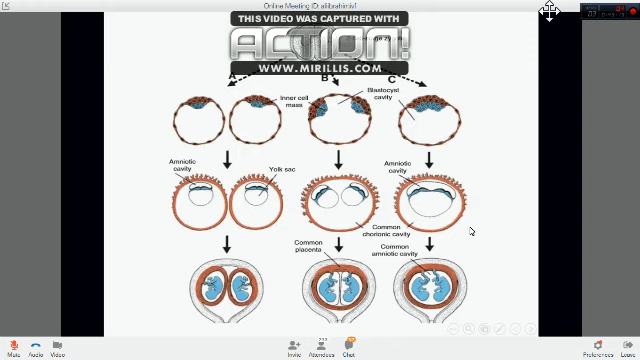 Online Meeting ID: aliibrahimivf
THIS VIDEO WAS CAPTURED WITH
ACTION!
WWW.MIRILLIS.COM
A
B
C
Inner cell
mass
Blastocyst
cavity
Amniotic
cavity
Yolk sac
Amniotic
cavity
Common
chorionic cavity
Common
placenta
Common
amniotic cavity
Mute
Audio
Video
Invite
Attendees
Chat
Preferences
Leave